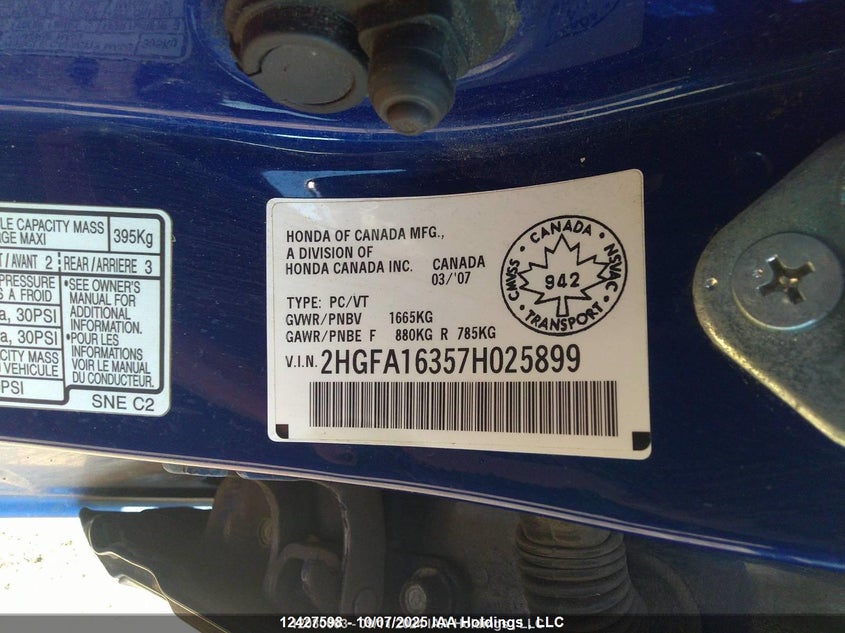 LE CAPACITY MASS
GE MAXI
395Kg
T / AVANT 2
REAR / ARRIERE 3
PRESSURE
A FROID
a, 30PSI
a, 30PSI
COMPACT
U VEHICULE
PSI
•SEE OWNER'S
MANUAL FOR
ADDITIONAL
INFORMATION.
•POUR LES
INFORMATIONS
VOIR LE MANUEL
DU CONDUCTEUR.
SNE C2
HONDA OF CANADA MFG.,
A DIVISION OF
HONDA CANADA INC. CANADA
03/'07
TYPE: PC/VT
GVWR/PNBV 1665KG
GAWR/PNBE F 880KG R 785KG
V.I.N. 2HGFA16357H025899
CANADA
CMVSS
942
NSVAC
TRANSPORT
12427598 - 10/07/2025 IAA Holdings, LLC